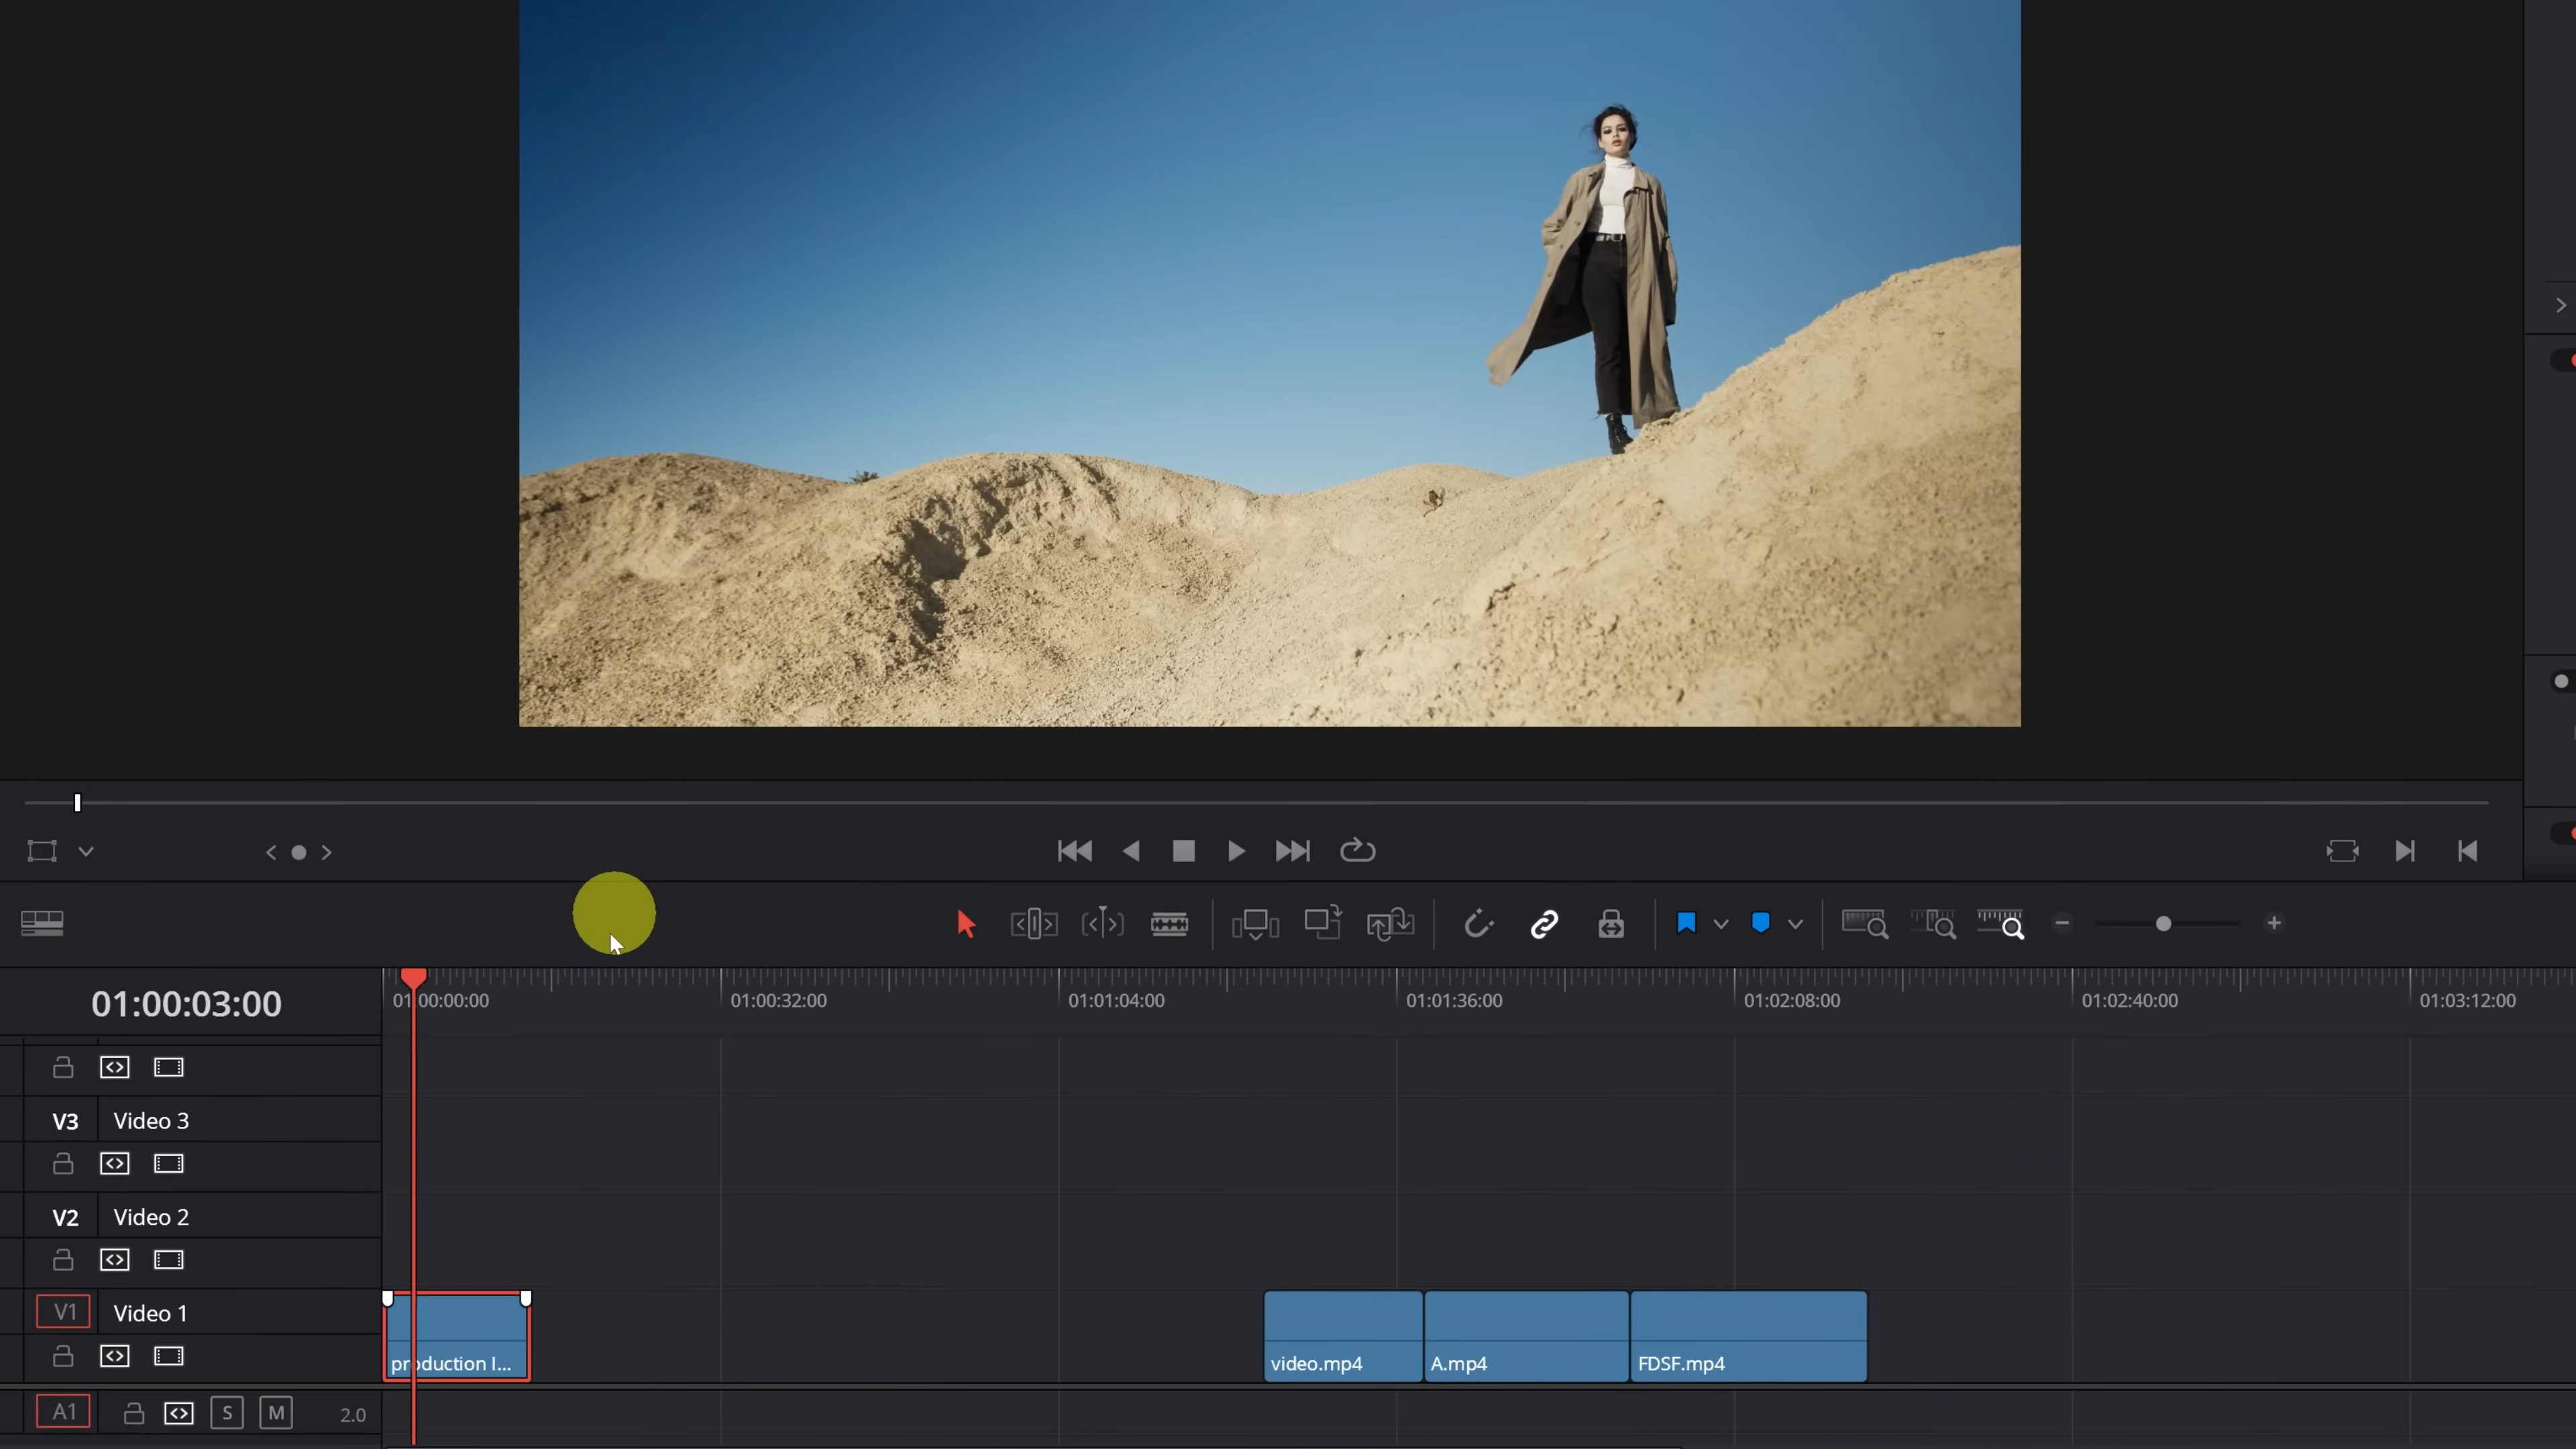 01:00:03:00
01:00:00:00 01:00:32:00 01:01:04:00 01:01:36:00 01:02:08:00 01:02:40:00 01:03:12:00
V3 Video 3
V2 Video 2
V1 Video 1
production I... video.mp4 A.mp4 FDSF.mp4
A1 S M 2.0